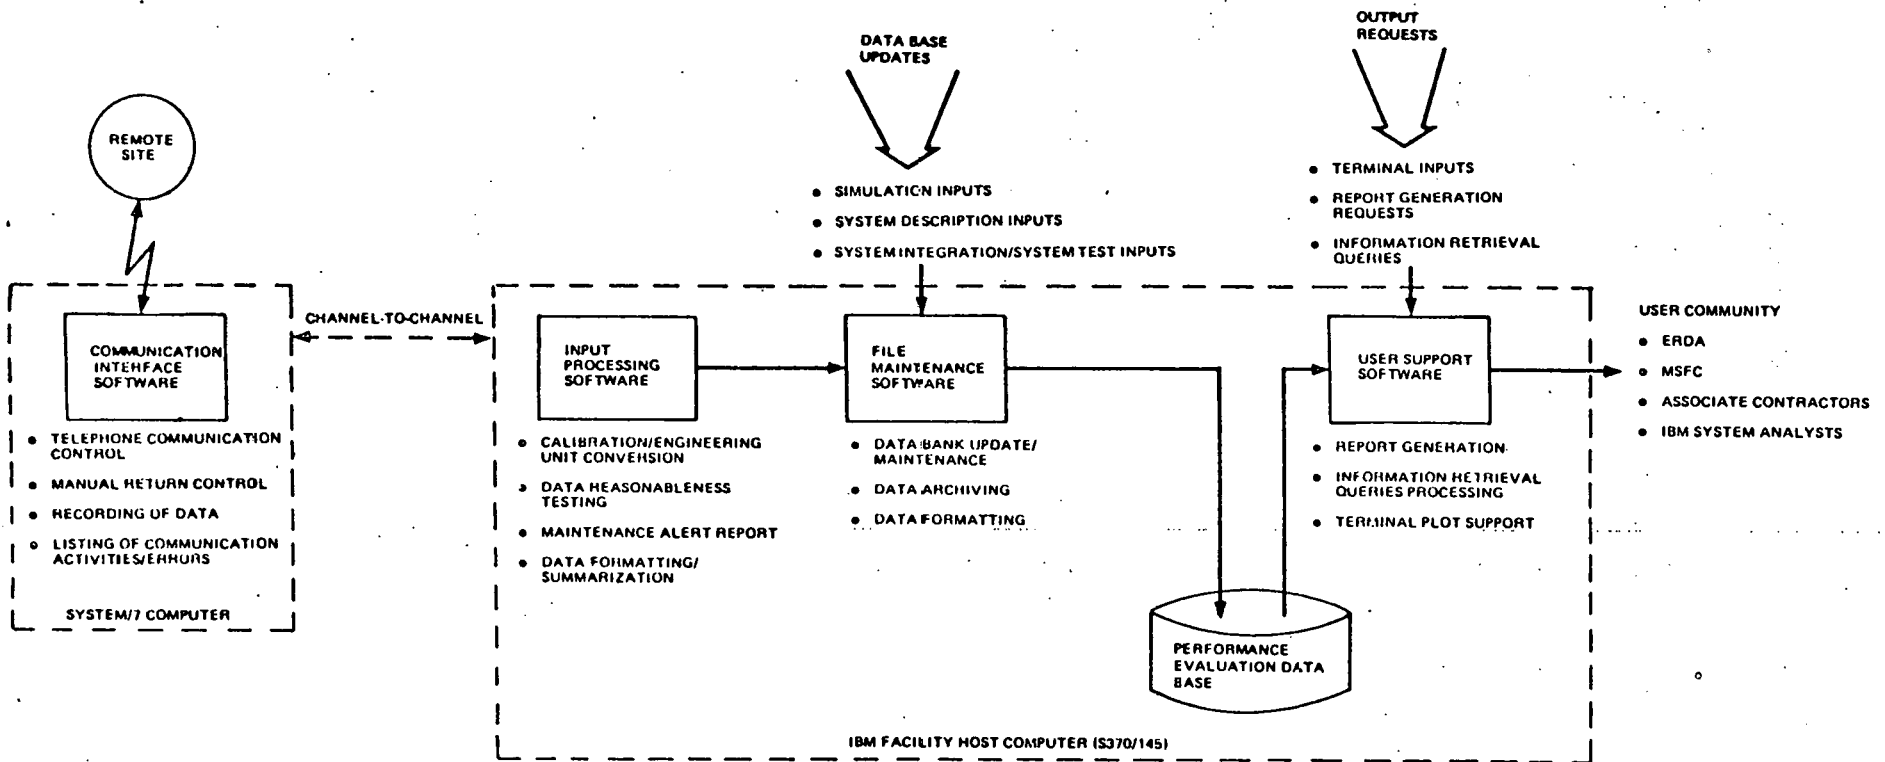 OUTPUT
REQUESTS
DATA BASE
UPDATES
REMOTE
SITE
TERMINAL INPUTS
REPORT GENERATION
REQUESTS
INFORMATION RETRIEVAL
QUERIES
SIMULATION INPUTS
SYSTEM DESCRIPTION INPUTS
SYSTEM INTEGRATION/SYSTEM TEST INPUTS
CHANNEL-TO-CHANNEL
COMMUNICATION
INTERFACE
SOFTWARE
TELEPHONE COMMUNICATION
CONTROL
MANUAL RETURN CONTROL
RECORDING OF DATA
LISTING OF COMMUNICATION
ACTIVITIES/ERRORS
SYSTEM/7 COMPUTER
INPUT
PROCESSING
SOFTWARE
CALIBRATION/ENGINEERING
UNIT CONVERSION
DATA REASONABLENESS
TESTING
MAINTENANCE ALERT REPORT
DATA FORMATTING/
SUMMARIZATION
FILE
MAINTENANCE
SOFTWARE
DATA BANK UPDATE/
MAINTENANCE
DATA ARCHIVING
DATA FORMATTING
USER SUPPORT
SOFTWARE
REPORT GENERATION
INFORMATION RETRIEVAL
QUERIES PROCESSING
TERMINAL PLOT SUPPORT
PERFORMANCE
EVALUATION DATA
BASE
IBM FACILITY HOST COMPUTER (S370/145)
USER COMMUNITY
ERDA
MSFC
ASSOCIATE CONTRACTORS
IBM SYSTEM ANALYSTS